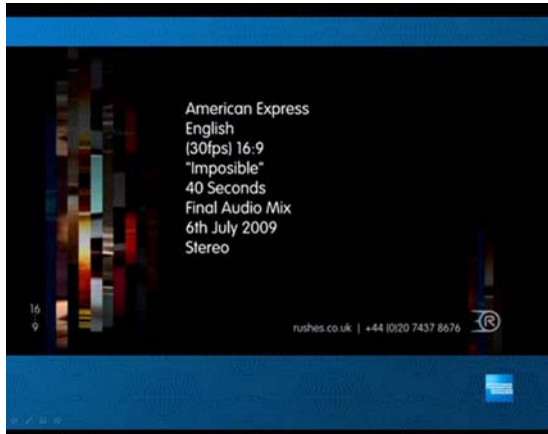 American Express
English
(30fps) 16:9
"Imposible"
40 Seconds
Final Audio Mix
6th July 2009
Stereo
16
9
rushes.co.uk | +44 (0)20 7437 8676
R